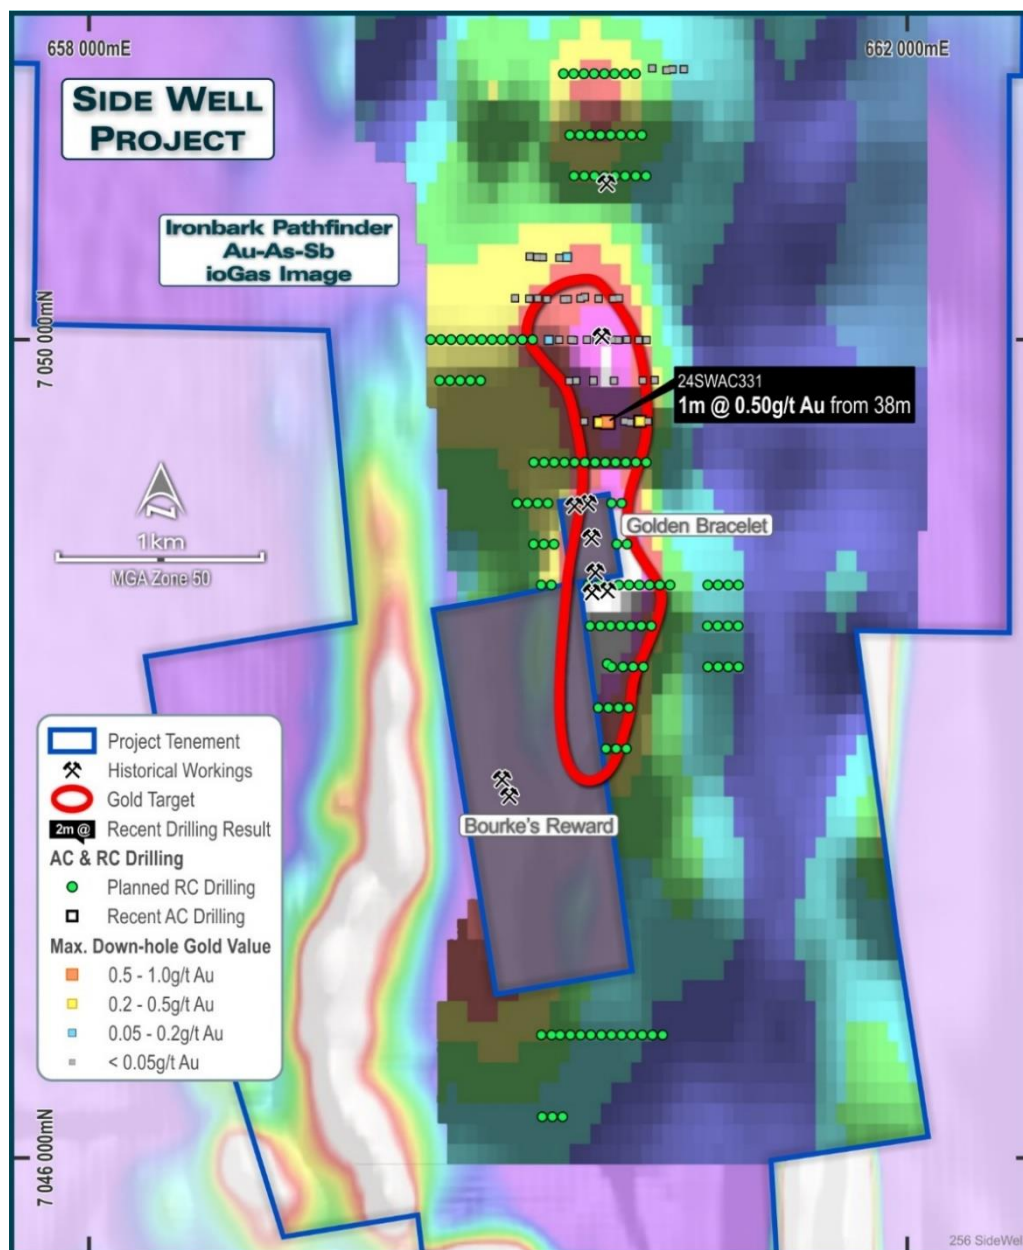 658 000mE
662 000mE
SIDE WELL
PROJECT
Ironbark Pathfinder
Au-As-Sb
ioGas Image
7 050 000mN
24SWAC331
1m @ 0.50g/t Au from 38m
1km
MGA Zone 50
Golden Bracelet
Project Tenement
Historical Workings
Gold Target
2m @
Recent Drilling Result
AC & RC Drilling
Planned RC Drilling
Recent AC Drilling
Max. Down-hole Gold Value
0.5 - 1.0g/t Au
0.2 - 0.5g/t Au
0.05 - 0.2g/t Au
< 0.05g/t Au
Bourke's Reward
7 046 000mN
256 SideWel